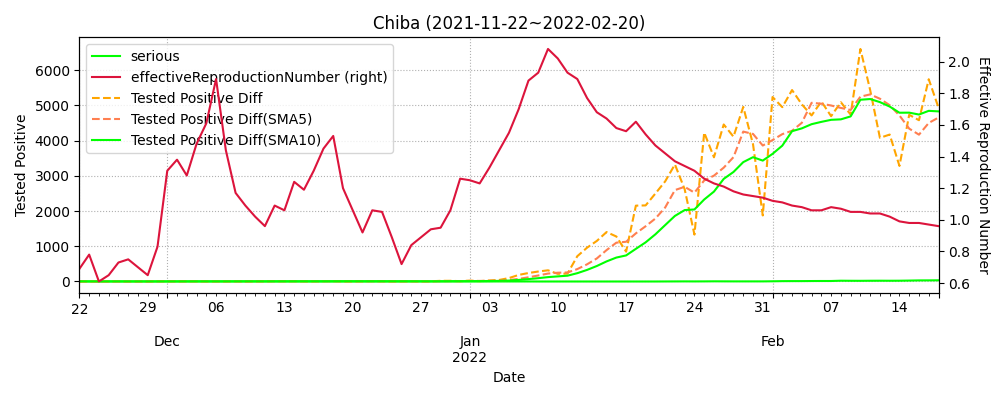 Chiba (2021-11-22~2022-02-20)
serious
effectiveReproductionNumber (right)
Tested Positive Diff
Tested Positive Diff(SMA5)
Tested Positive Diff(SMA10)
Tested Positive
6000
5000
4000
3000
2000
1000
0
Effective Reproduction Number
2.0
1.8
1.6
1.4
1.2
1.0
0.8
0.6
22 29 06 13 20 27 03 10 17 24 31 07 14
Dec Jan Feb
2022
Date